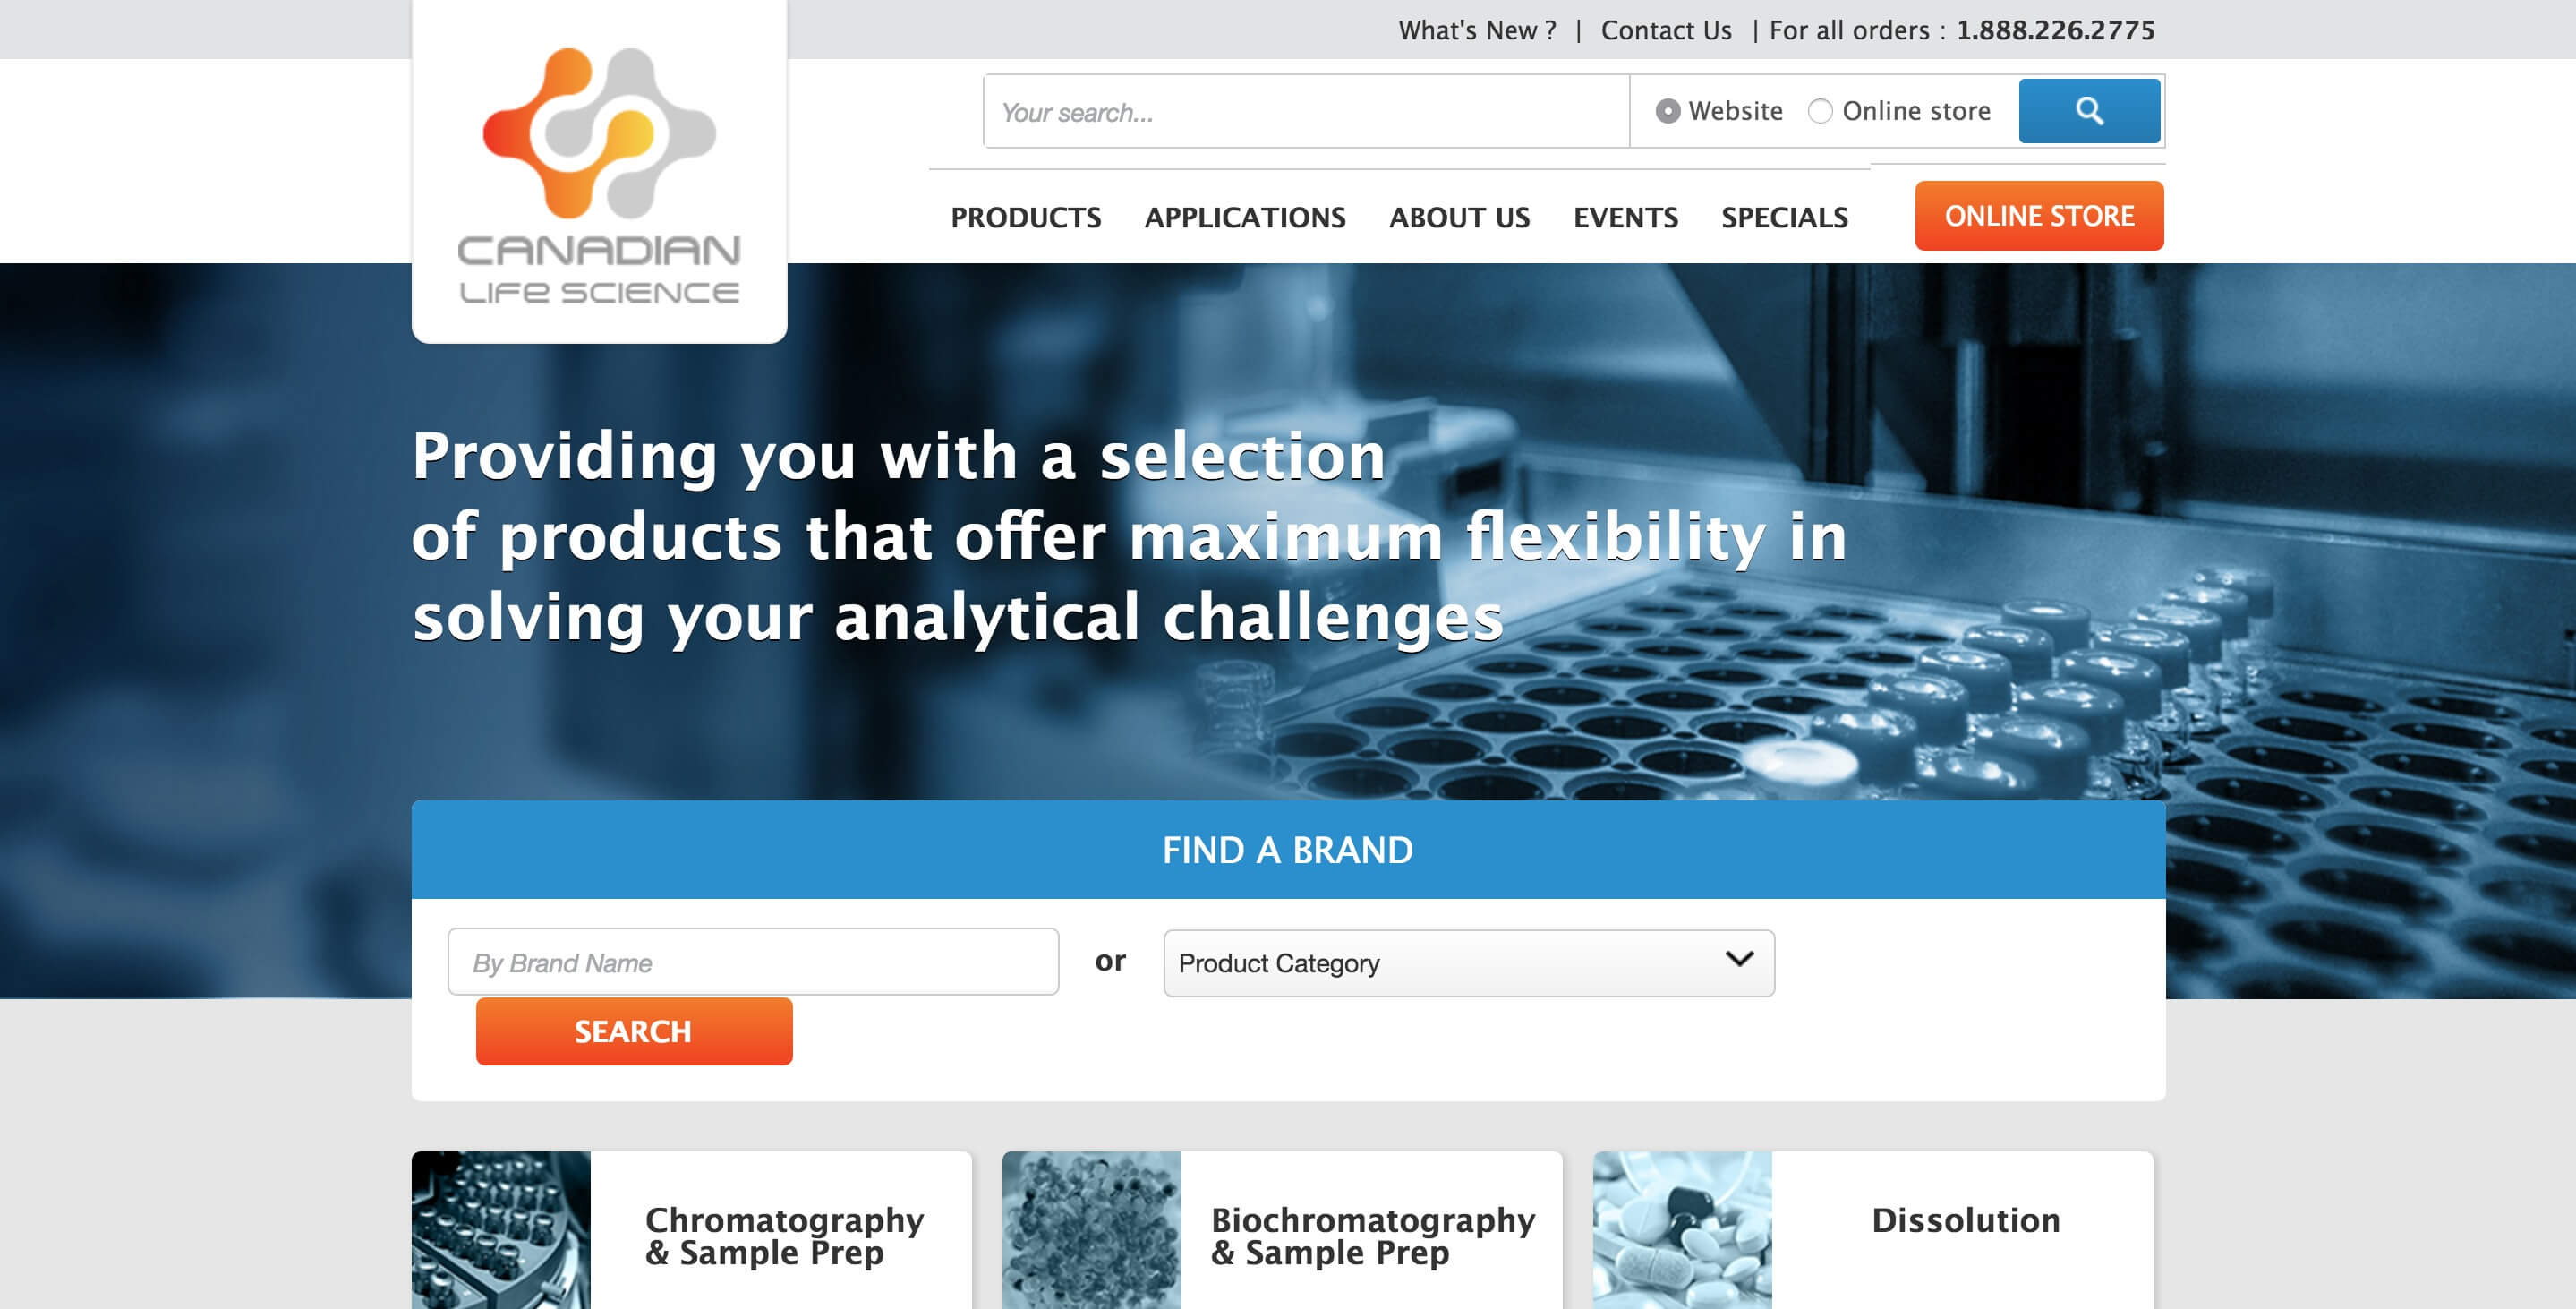 What's New ? | Contact Us | For all orders : 1.888.226.2775
CANADIAN
LIFe SCIENCE
Your search...
Website
Online store
PRODUCTS APPLICATIONS ABOUT US EVENTS SPECIALS
ONLINE STORE
Providing you with a selection
of products that offer maximum flexibility in
solving your analytical challenges
FIND A BRAND
By Brand Name
or
Product Category
SEARCH
Chromatography
& Sample Prep
Biochromatography
& Sample Prep
Dissolution